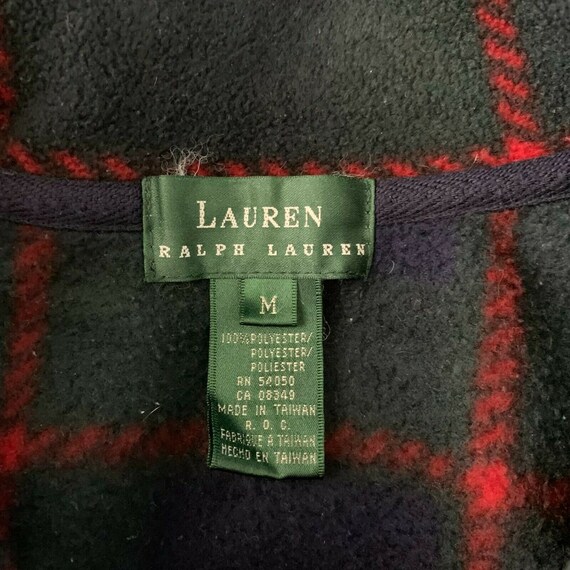 LAUREN
RALPH LAUREN
M
100%POLYESTER/
POLYESTER/
POLIESTER
RN 54050
CA 08349
MADE IN TAIWAN
R. O. C.
FABRIQUE A TAIWAN
HECHO EN TAIWAN